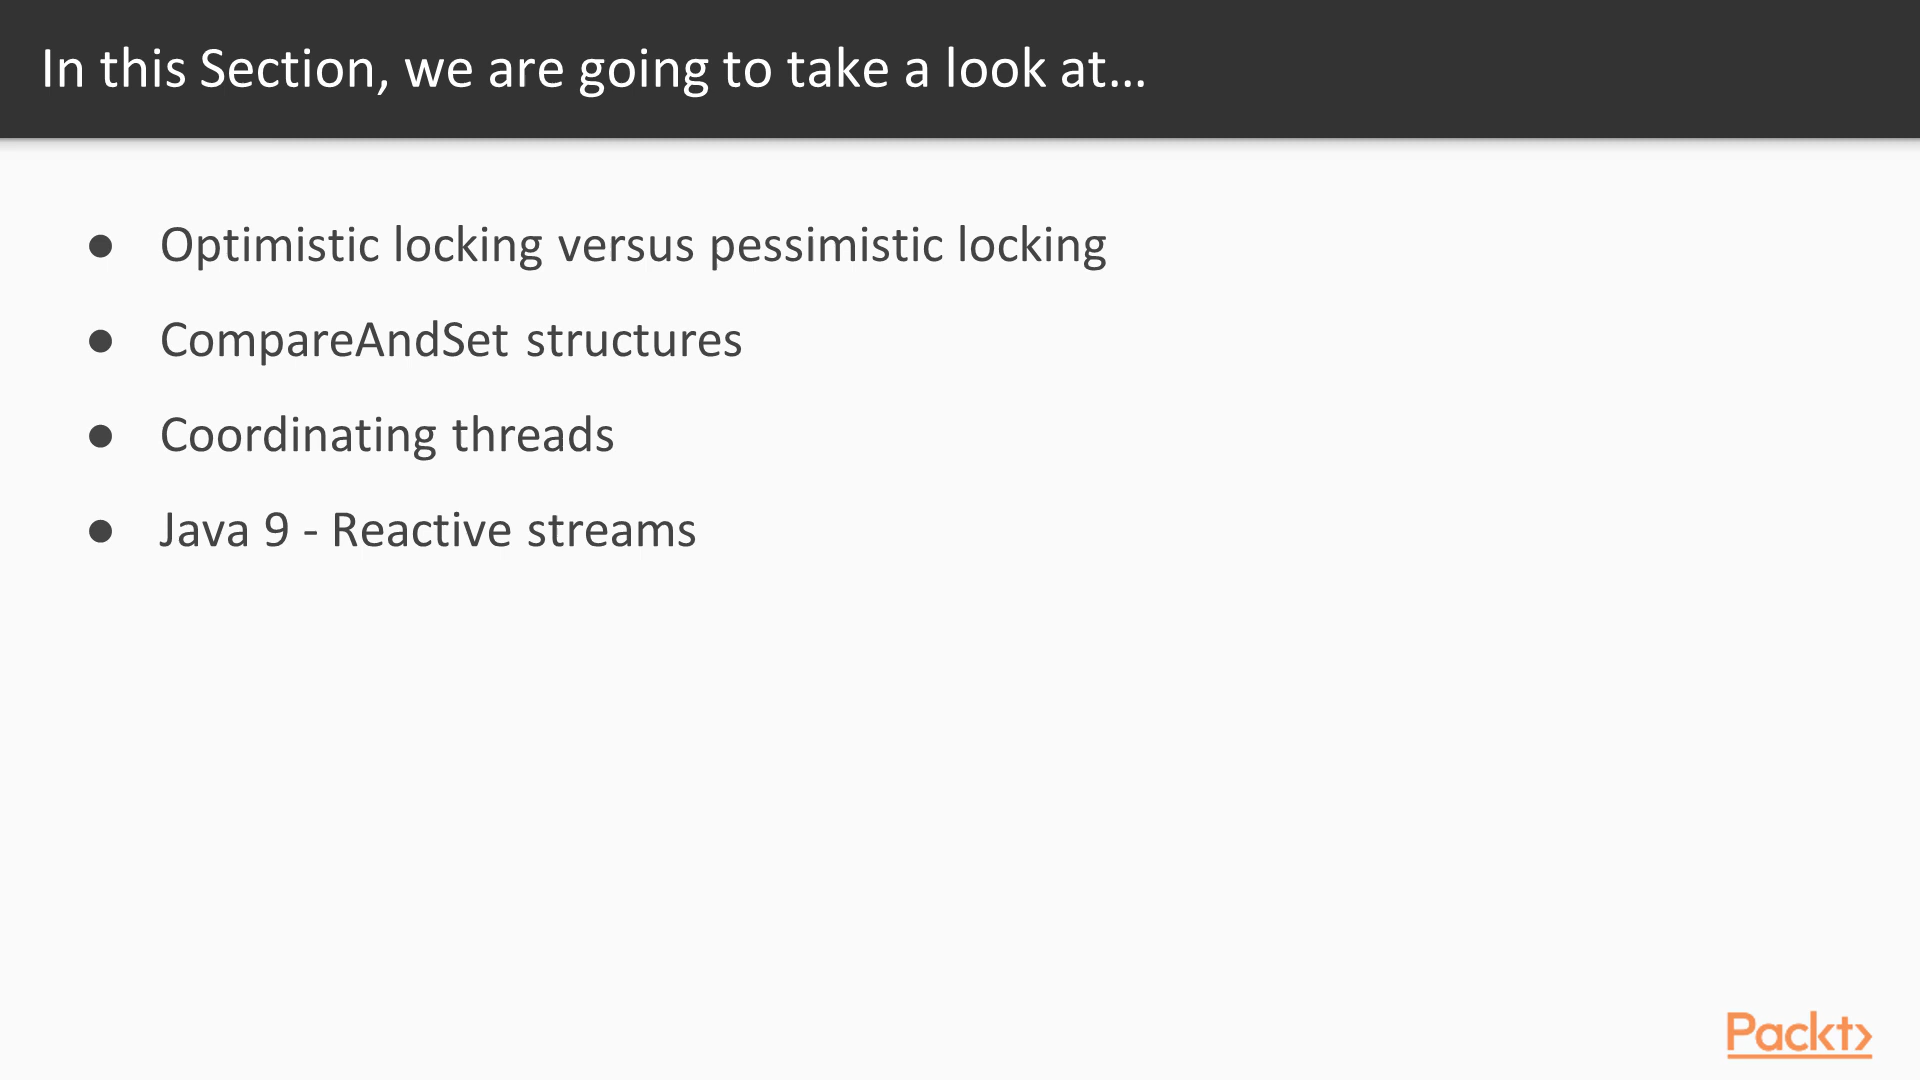 In this Section, we are going to take a look at...
● Optimistic locking versus pessimistic locking
● CompareAndSet structures
● Coordinating threads
● Java 9 - Reactive streams
Packt>